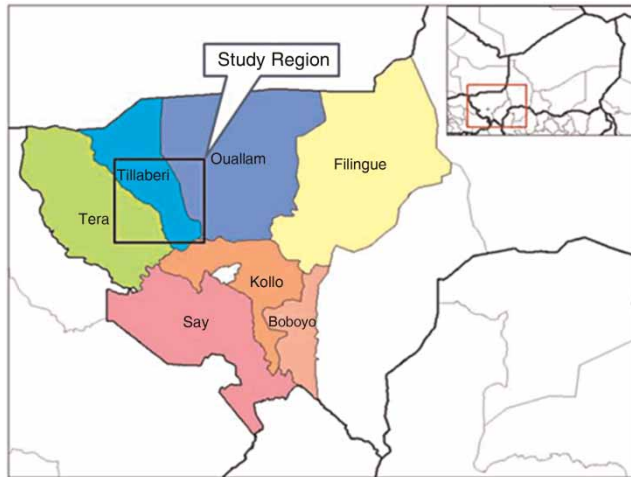 Study Region
Tillaberi
Ouallam
Filingue
Tera
Kollo
Say
Boboyo